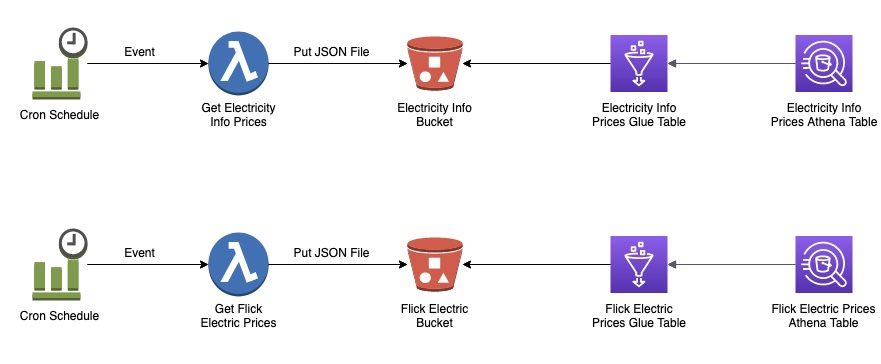 Event
Put JSON File
Cron Schedule
Get Electricity
Info Prices
Electricity Info
Bucket
Electricity Info
Prices Glue Table
Electricity Info
Prices Athena Table
Event
Put JSON File
Cron Schedule
Get Flick
Electric Prices
Flick Electric
Bucket
Flick Electric
Prices Glue Table
Flick Electric Prices
Athena Table